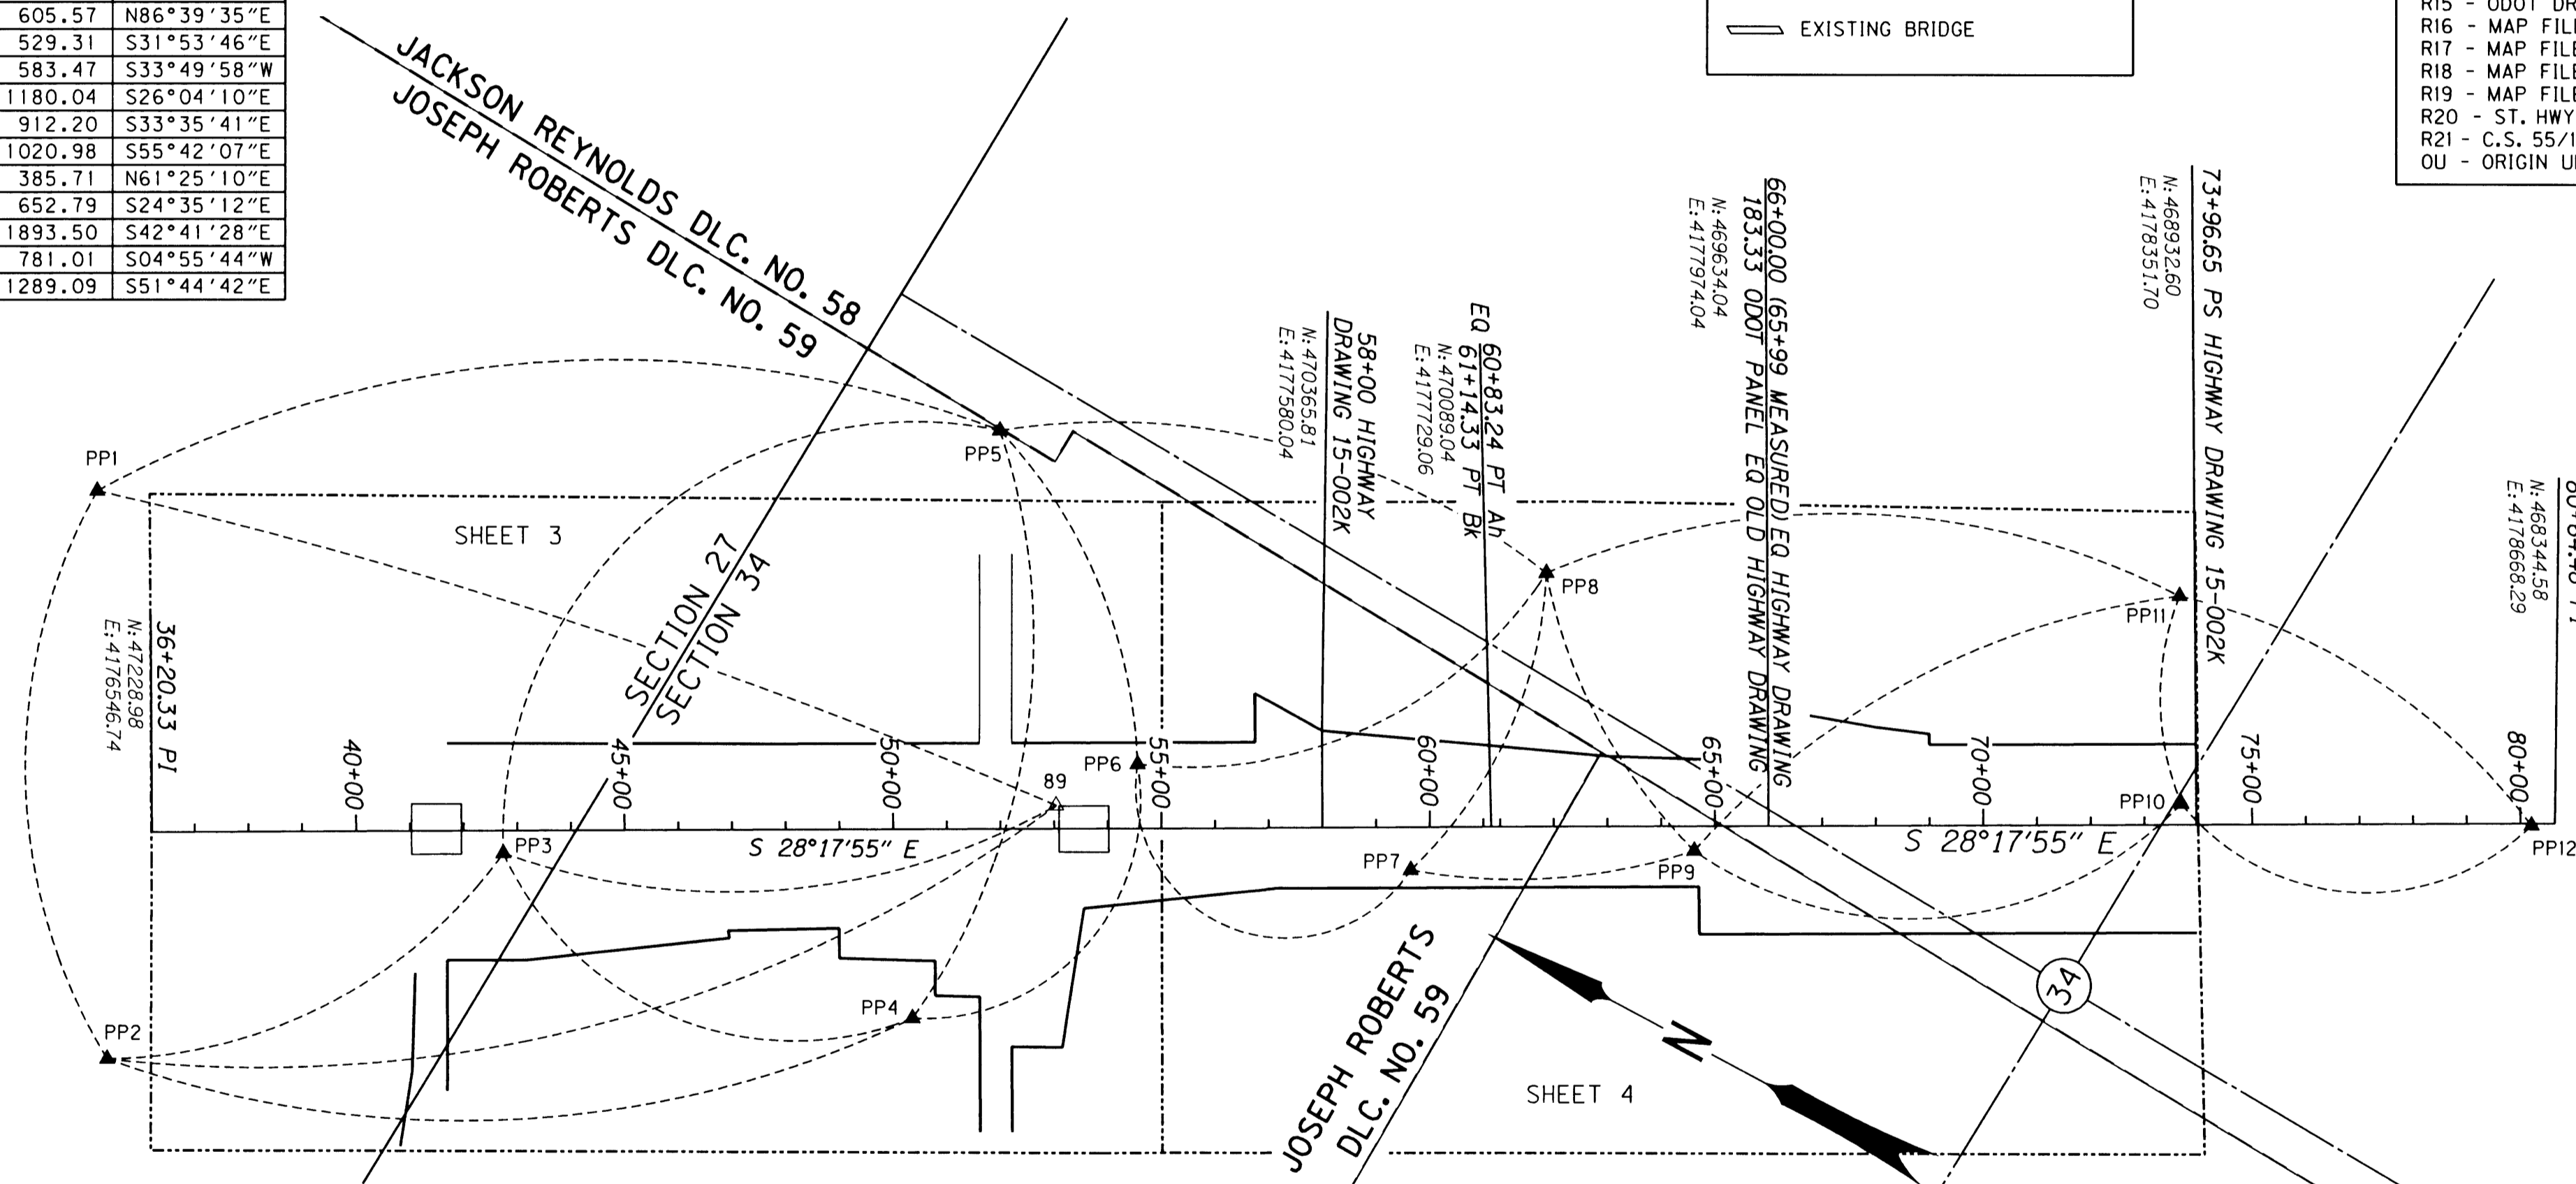 605.57 N86°39'35"E
529.31 S31°53'46"E
583.47 S33°49'58"W
1180.04 S26°04'10"E
912.20 S33°35'41"E
1020.98 S55°42'07"E
385.71 N61°25'10"E
652.79 S24°35'12"E
1893.50 S42°41'28"E
781.01 S04°55'44"W
1289.09 S51°44'42"E
EXISTING BRIDGE
R15 - ODOT DR
R16 - MAP FIL
R17 - MAP FILE
R18 - MAP FILE
R19 - MAP FILE
R20 - ST. HWY
R21 - C.S. 55/1
OU - ORIGIN U
JACKSON REYNOLDS DLC. NO. 58
JOSEPH ROBERTS DLC. NO. 59
SECTION 27
SECTION 34
SHEET 3
36+20.33 PI
N:47228.98
E:4176546.74
58+00 HIGHWAY
DRAWING 15-002K
N:470365.81
E:4177580.04
EQ 60+83.24 PT Ah
61+14.33 PT Bk
N:470089.04
E:4177729.06
66+00.00 (65+99 MEASURED) EQ HIGHWAY DRAWING
183.33 ODOT PANEL EQ OLD HIGHWAY DRAWING
N:469634.04
E:4177974.04
73+96.65 PS HIGHWAY DRAWING 15-002K
N:468932.60
E:4178351.70
N:468344.58
E:4178668.29
PP1
PP2
PP3
PP4
PP5
PP6
PP7
PP8
PP9
PP10
PP11
PP12
89
40+00
45+00
50+00
55+00
60+00
65+00
70+00
75+00
80+00
S 28°17'55" E
S 28°17'55" E
JOSEPH ROBERTS
DLC. NO. 59
N
SHEET 4
34